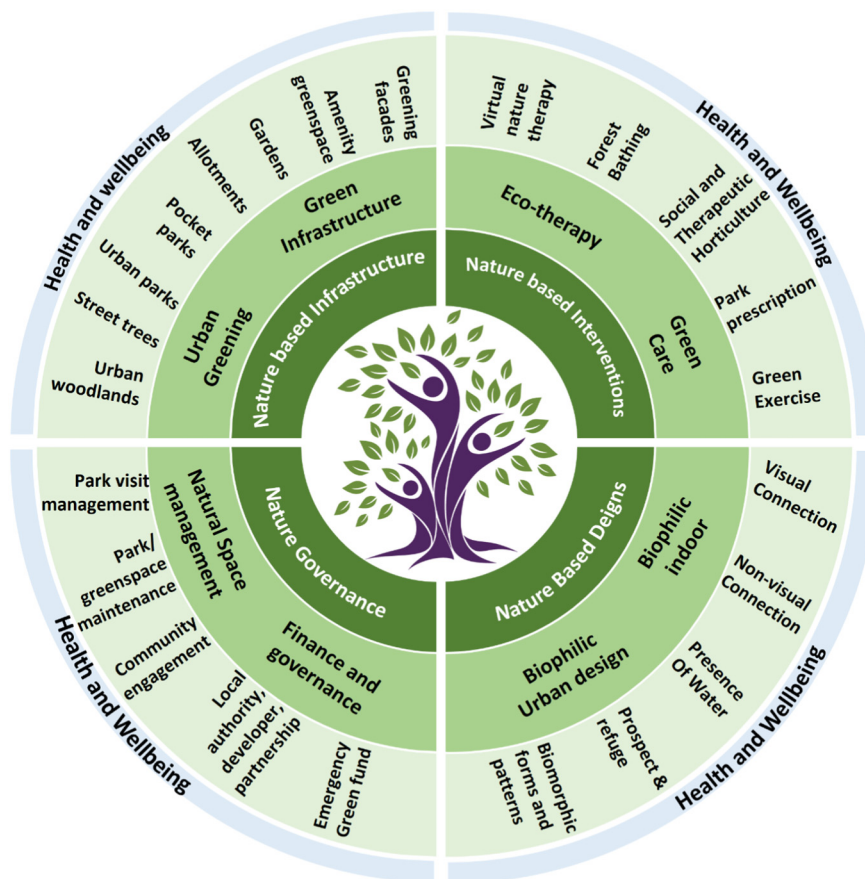 Health and wellbeing
Urban
woodlands
Street trees
Urban parks
Pocket
parks
Allotments
Gardens
Amenity
greenspace
Greening
facades
Urban
Greening
Green
Infrastructure
Nature based Infrastructure
Health and Wellbeing
Virtual
nature
therapy
Forest
Bathing
Social and
Therapeutic
Horticulture
Park
prescription
Green
Exercise
Eco-therapy
Green
Care
Nature based Interventions
Park visit
management
Park/
greenspace
maintenance
Community
engagement
Local
authority,
developer,
partnership
Emergency
Green fund
Natural Space
management
Finance and
governance
Nature Governance
Health and Wellbeing
Visual
Connection
Non-visual
Connection
Presence
Of Water
Prospect &
refuge
Biomorphic
forms and
patterns
Biophilic
indoor
Biophilic
Urban design
Nature Based Deigns
Health and Wellbeing